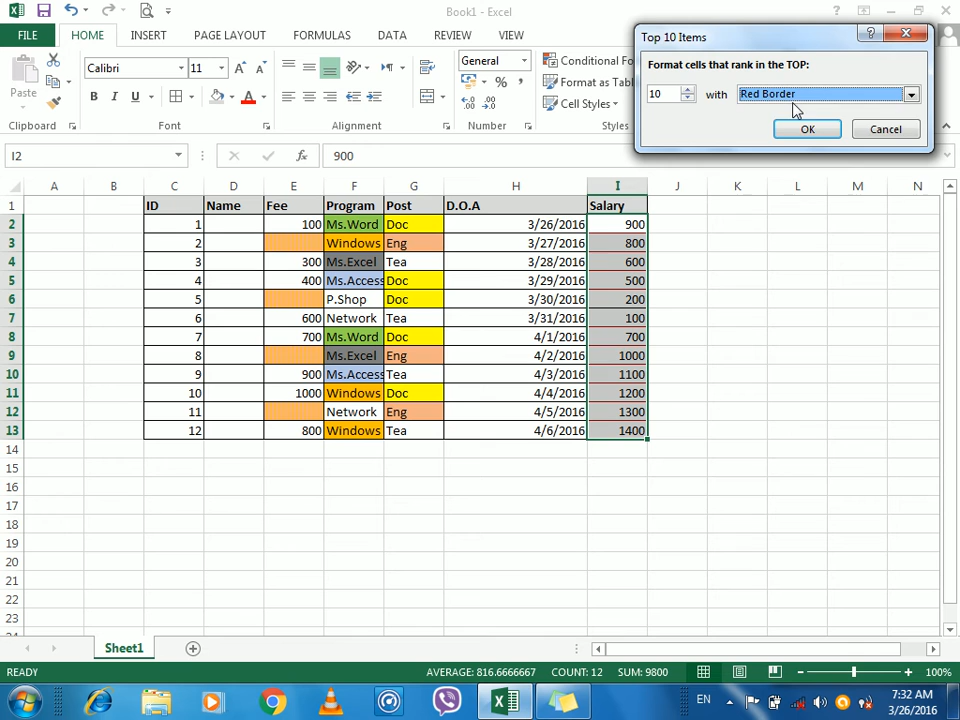 Book1 - Excel
FILE HOME INSERT PAGE LAYOUT FORMULAS DATA REVIEW VIEW
Paste
Calibri 11 A A
B I U
General
% ,
Conditional For
Format as Table
Cell Styles
Clipboard Font Alignment Number
Top 10 Items
Format cells that rank in the TOP:
10 with Red Border
OK Cancel
I2 fx 900
A B C D E F G H I J K L M N
1 ID Name Fee Program Post D.O.A Salary
2 1 100 Ms.Word Doc 3/26/2016 900
3 2 Windows Eng 3/27/2016 800
4 3 300 Ms.Excel Tea 3/28/2016 600
5 4 400 Ms.Access Doc 3/29/2016 500
6 5 P.Shop Doc 3/30/2016 200
7 6 600 Network Tea 3/31/2016 100
8 7 700 Ms.Word Doc 4/1/2016 700
9 8 Ms.Excel Eng 4/2/2016 1000
10 9 900 Ms.Access Tea 4/3/2016 1100
11 10 1000 Windows Doc 4/4/2016 1200
12 11 Network Eng 4/5/2016 1300
13 12 800 Windows Tea 4/6/2016 1400
14
15
16
17
18
19
20
21
22
23
Sheet1
READY AVERAGE: 816.6666667 COUNT: 12 SUM: 9800 100%
EN 7:32 AM
3/26/2016